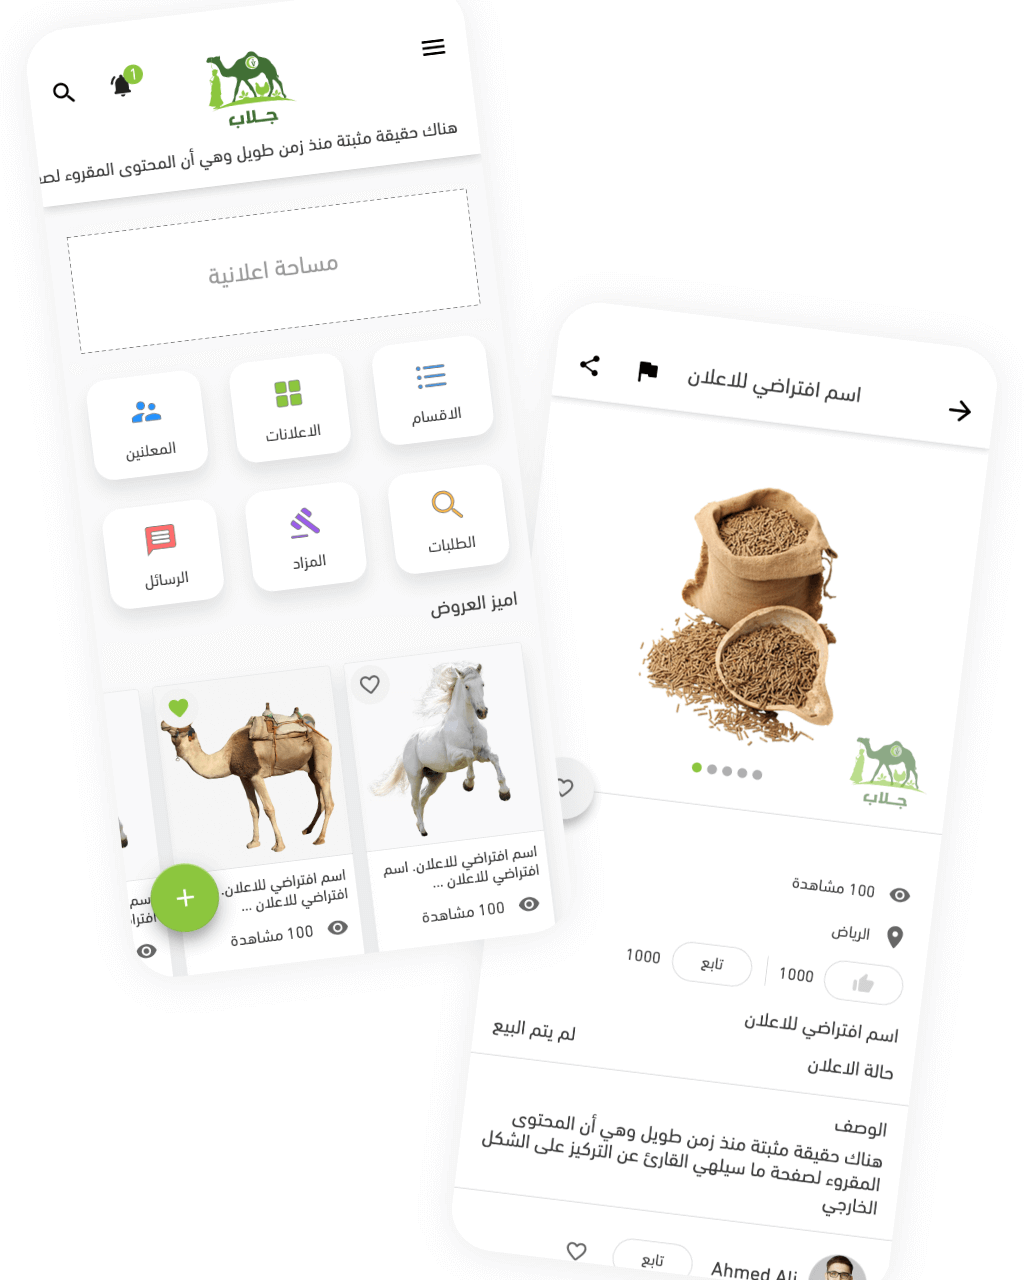 1
جــلاب
هناك حقيقة مثبتة منذ زمن طويل وهي أن المحتوى المقروء
مساحة اعلانية
الاقسام
الاعلانات
المعلنين
الطلبات
المزاد
الرسائل
اميز العروض
اسم افتراضي للاعلان. اسم
افتراضي للاعلان ...
100 مشاهدة
اسم افتراضي للاعلان.
افتراضي للاعلان ...
100 مشاهدة
+
اسم افتراضي للاعلان
جــلاب
100 مشاهدة
الرياض
1000
تابع
1000
اسم افتراضي للاعلان
حالة الاعلان
لم يتم البيع
الوصف
هناك حقيقة مثبتة منذ زمن طويل وهي أن المحتوى
المقروء لصفحة ما سيلهي القارئ عن التركيز على الشكل
الخارجي
Ahmed Ali
تابع